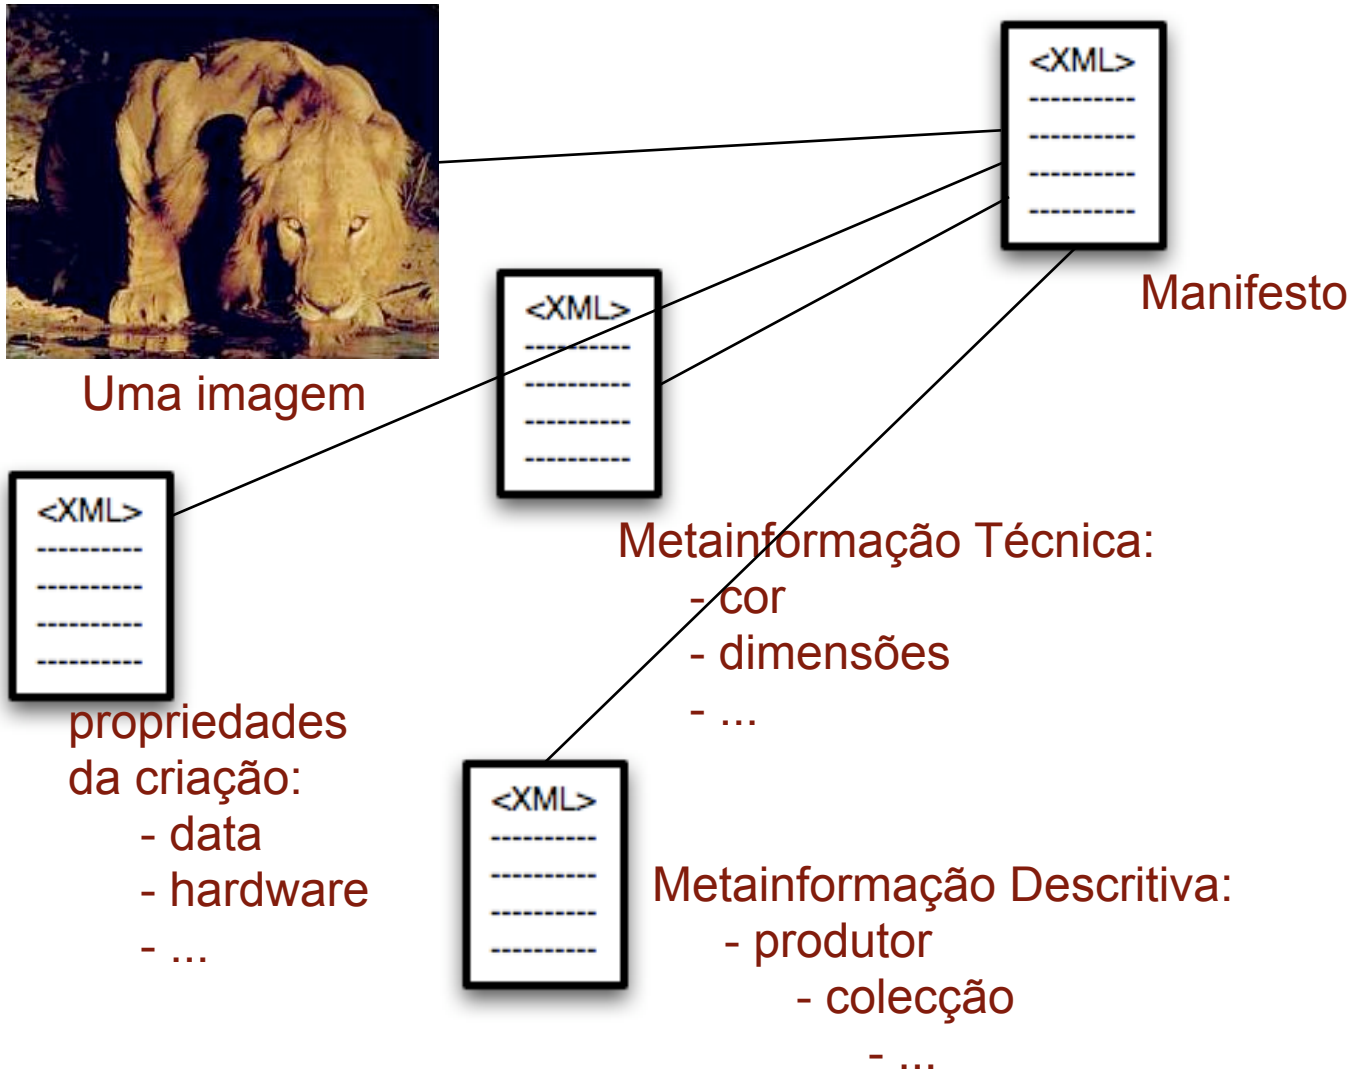 <XML>
----------
----------
----------
----------
Manifesto
Uma imagem
<XML>
----------
----------
----------
----------
Metainformação Técnica:
- cor
- dimensões
- ...
<XML>
----------
----------
----------
----------
propriedades
da criação:
- data
- hardware
- ...
<XML>
----------
----------
----------
----------
Metainformação Descritiva:
- produtor
- colecção
- ...